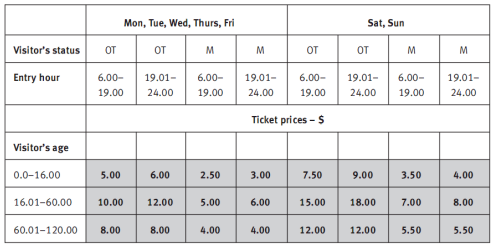 Mon, Tue, Wed, Thurs, Fri Sat, Sun
Visitor's status OT OT M M OT OT M M
Entry hour 6.00–19.00 19.01–24.00 6.00–19.00 19.01–24.00 6.00–19.00 19.01–24.00 6.00–19.00 19.01–24.00
Ticket prices – $
Visitor's age
0.0–16.00 5.00 6.00 2.50 3.00 7.50 9.00 3.50 4.00
16.01–60.00 10.00 12.00 5.00 6.00 15.00 18.00 7.00 8.00
60.01–120.00 8.00 8.00 4.00 4.00 12.00 12.00 5.50 5.50